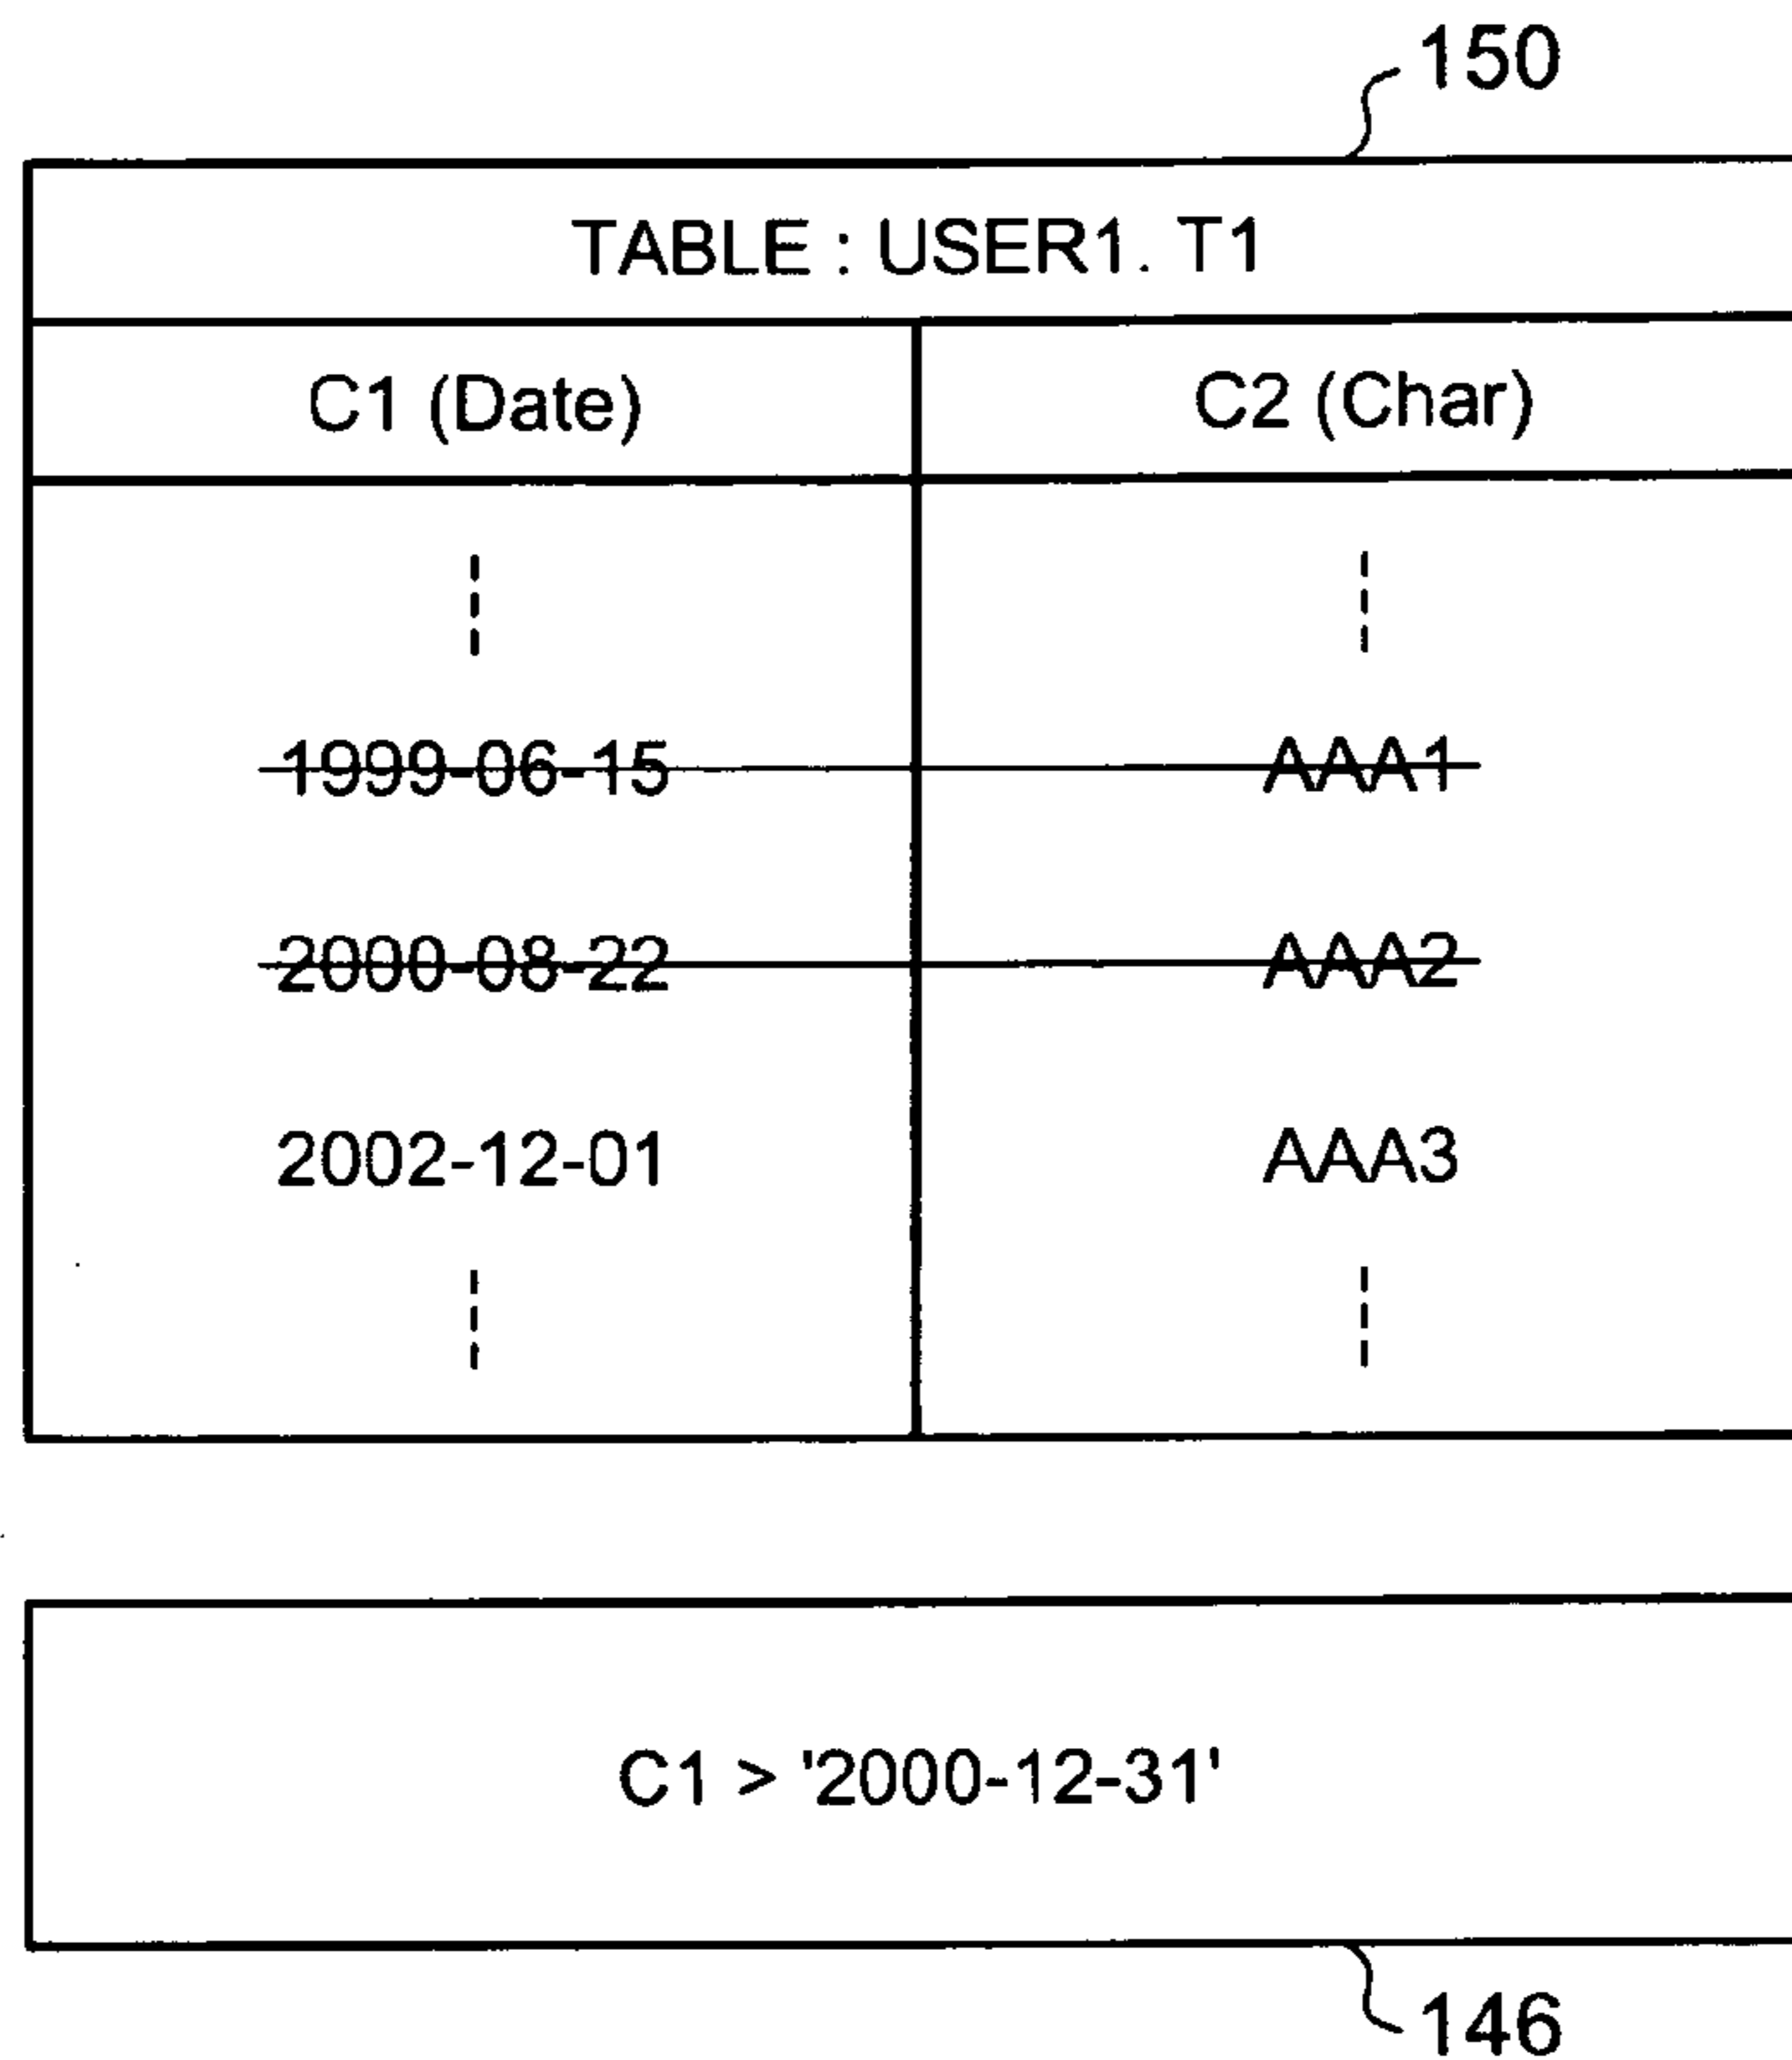 150
TABLE : USER1. T1
C1 (Date) C2 (Char)
1999-06-15 AAA1
2000-08-22 AAA2
2002-12-01 AAA3
C1 > '2000-12-31'
146